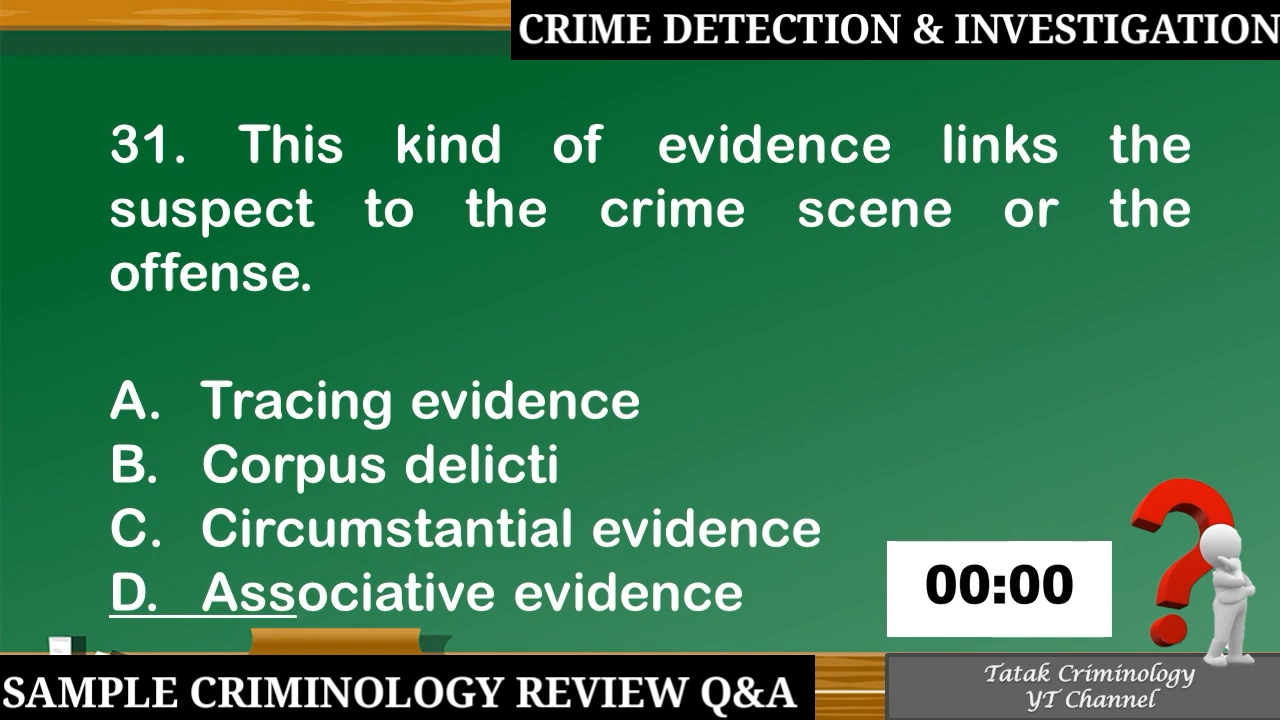 CRIME DETECTION & INVESTIGATION
31. This kind of evidence links the
suspect to the crime scene or the
offense.
A. Tracing evidence
B. Corpus delicti
C. Circumstantial evidence
D. Associative evidence
00:00
SAMPLE CRIMINOLOGY REVIEW Q&A
Tatak Criminology
YT Channel